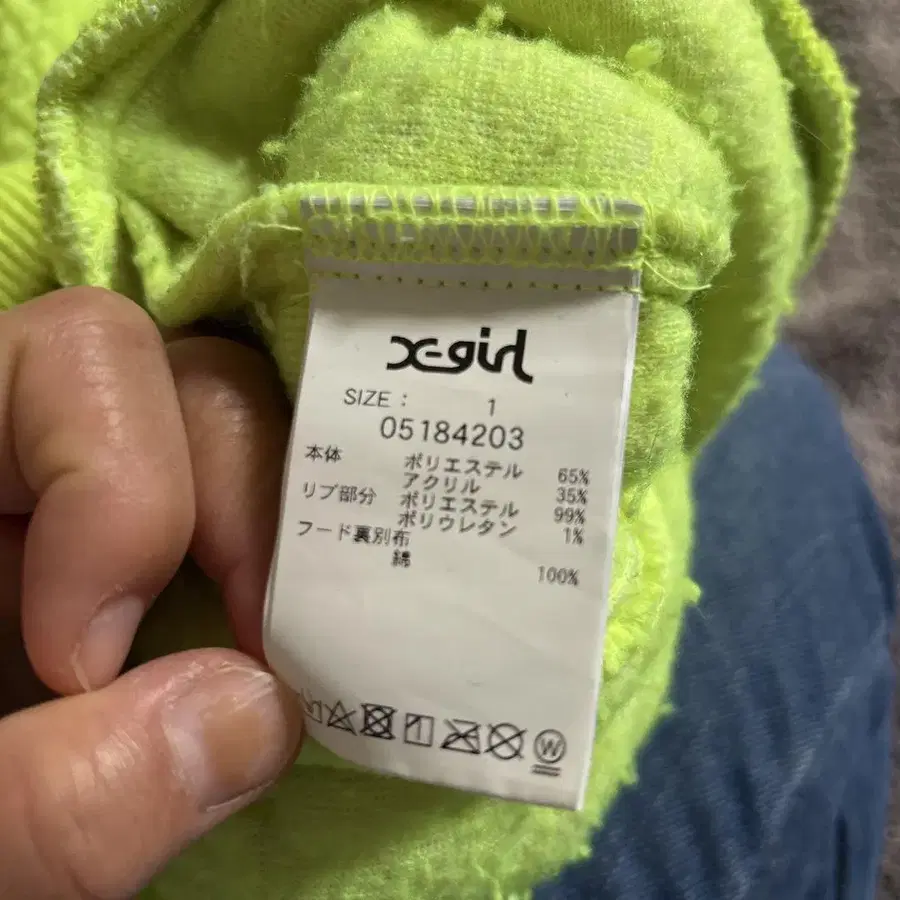 X-girl
SIZE : 1
05184203
本体 ポリエステル 65%
アクリル 35%
リブ部分 ポリエステル 99%
ポリウレタン 1%
フード裏別布
綿 100%
W